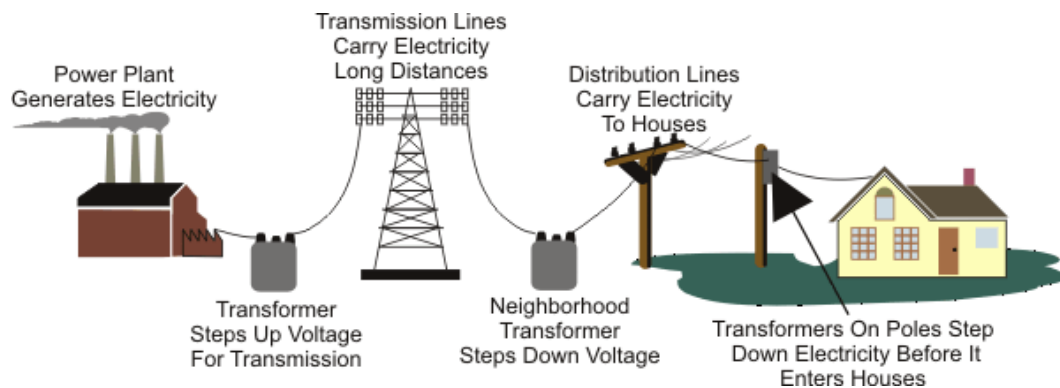 Power Plant
Generates Electricity
Transmission Lines
Carry Electricity
Long Distances
Distribution Lines
Carry Electricity
To Houses
Transformer
Steps Up Voltage
For Transmission
Neighborhood
Transformer
Steps Down Voltage
Transformers On Poles Step
Down Electricity Before It
Enters Houses